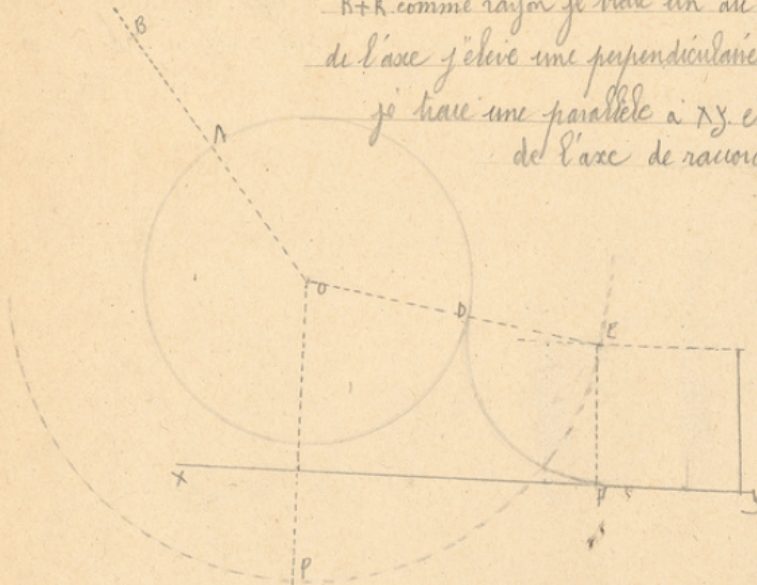 R+R comme rayon je trace un
de l'axe j'élève une perpendiculaire
je trace une parallèle à xy. e
de l'axe de raccor
B
A
O
D
E
X
F
y
P